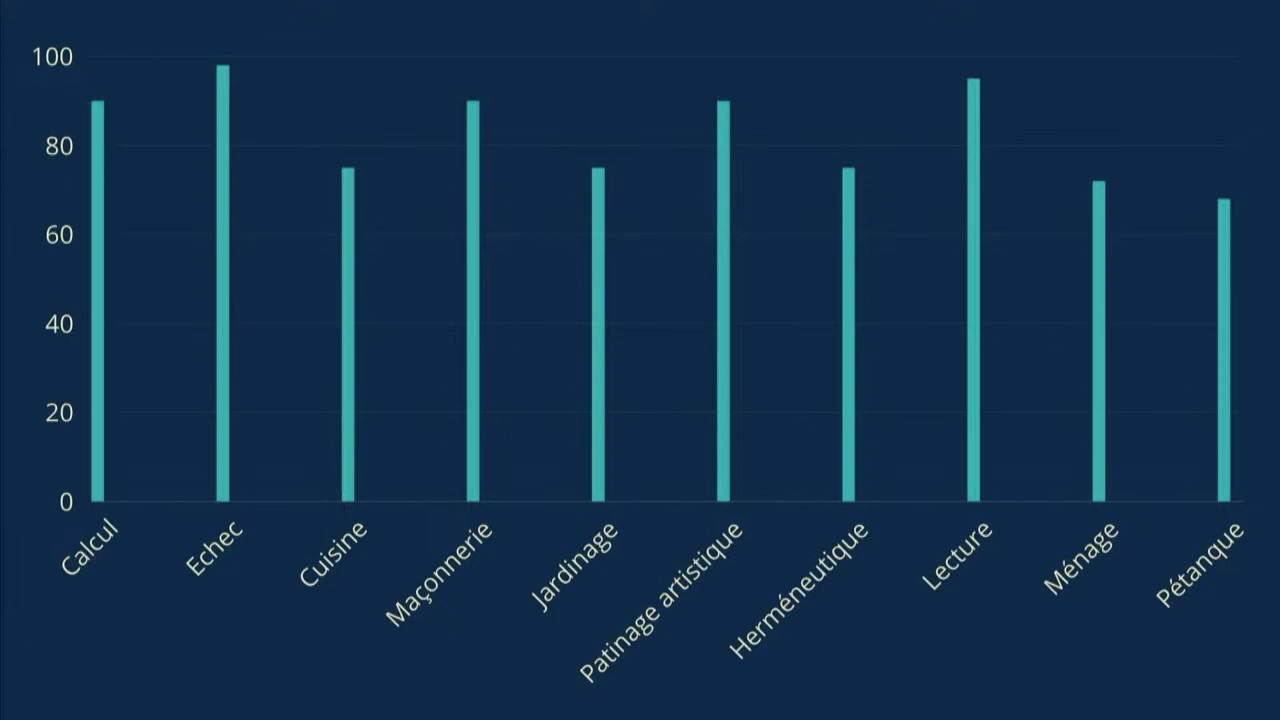 100
80
60
40
20
0
Calcul
Echec
Cuisine
Maçonnerie
Jardinage
Patinage artistique
Herméneutique
Lecture
Ménage
Pétanque